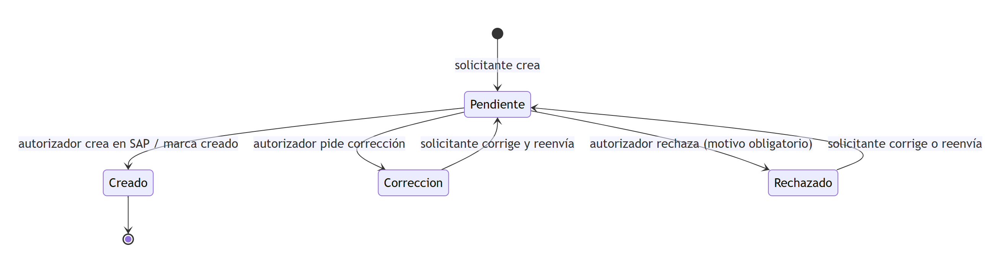 solicitante crea
Pendiente
autorizador crea en SAP / marca creado
autorizador pide corrección
solicitante corrige y reenvía
autorizador rechaza (motivo obligatorio)
solicitante corrige o reenvía
Creado
Correccion
Rechazado